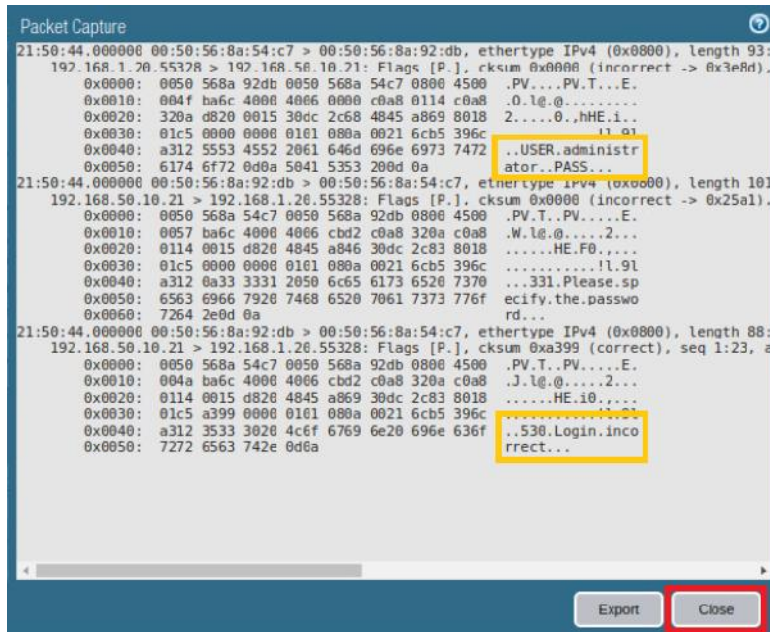 Packet Capture
21:50:44.000000 00:50:56:8a:54:c7 > 00:50:56:8a:92:db, ethertype IPv4 (0x0800), length 93:
192.168.1.20.55328 > 192.168.50.10.21: Flags [P.], cksum 0x0000 (incorrect -> 0x3e8d),
0x0000: 0050 568a 92db 0050 568a 54c7 0800 4500 .PV....PV.T...E.
0x0010: 004f ba6c 4000 4006 0000 c0a8 0114 c0a8 .O.l@.@.........
0x0020: 320a d820 0015 30dc 2c68 4845 a869 8018 2.....0.,hHE.i..
0x0030: 01c5 0000 0000 0101 080a 0021 6cb5 396c ...........!l.9l
0x0040: a312 5553 4552 2061 646d 696e 6973 7472 ..USER.administr
0x0050: 6174 6f72 0d0a 5041 5353 200d 0a ator..PASS...
21:50:44.000000 00:50:56:8a:92:db > 00:50:56:8a:54:c7, ethertype IPv4 (0x0800), length 101
192.168.50.10.21 > 192.168.1.20.55328: Flags [P.], cksum 0x0000 (incorrect -> 0x25a1).
0x0000: 0050 568a 54c7 0050 568a 92db 0800 4500 .PV.T..PV.....E.
0x0010: 0057 ba6c 4000 4006 cbd2 c0a8 320a c0a8 .W.l@.@.....2...
0x0020: 0114 0015 d820 4845 a846 30dc 2c83 8018 ......HE.F0.,...
0x0030: 01c5 0000 0000 0101 080a 0021 6cb5 396c ...........!l.9l
0x0040: a312 0a33 3331 2050 6c65 6173 6520 7370 ...331.Please.sp
0x0050: 6563 6966 7920 7468 6520 7061 7373 776f ecify.the.passwo
0x0060: 7264 2e0d 0a rd...
21:50:44.000000 00:50:56:8a:92:db > 00:50:56:8a:54:c7, ethertype IPv4 (0x0800), length 88:
192.168.50.10.21 > 192.168.1.20.55328: Flags [P.], cksum 0xa399 (correct), seq 1:23, a
0x0000: 0050 568a 54c7 0050 568a 92db 0800 4500 .PV.T..PV.....E.
0x0010: 004a ba6c 4000 4006 cbd2 c0a8 320a c0a8 .J.l@.@.....2...
0x0020: 0114 0015 d820 4845 a869 30dc 2c83 8018 ......HE.i0.,...
0x0030: 01c5 a399 0000 0101 080a 0021 6cb5 396c ...........!l.9l
0x0040: a312 3533 3020 4c6f 6769 6e20 696e 636f ..530.Login.inco
0x0050: 7272 6563 742e 0d0a rrect...
Export
Close